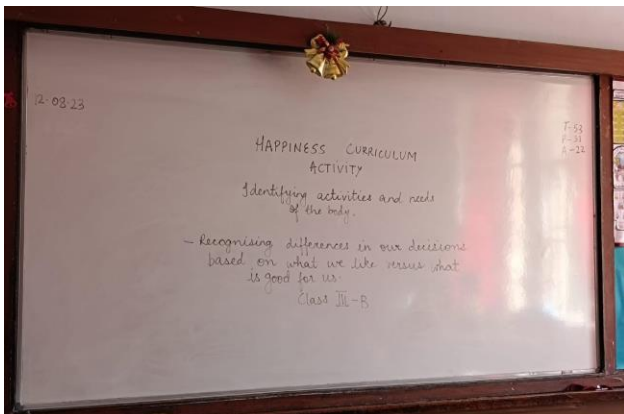 12-08-23
T-53
P-31
A-22
HAPPINESS CURRICULUM
ACTIVITY
Identifying activities and needs
of the body.
- Recognising differences in our decisions
based on what we like versus what
is good for us.
Class III-B